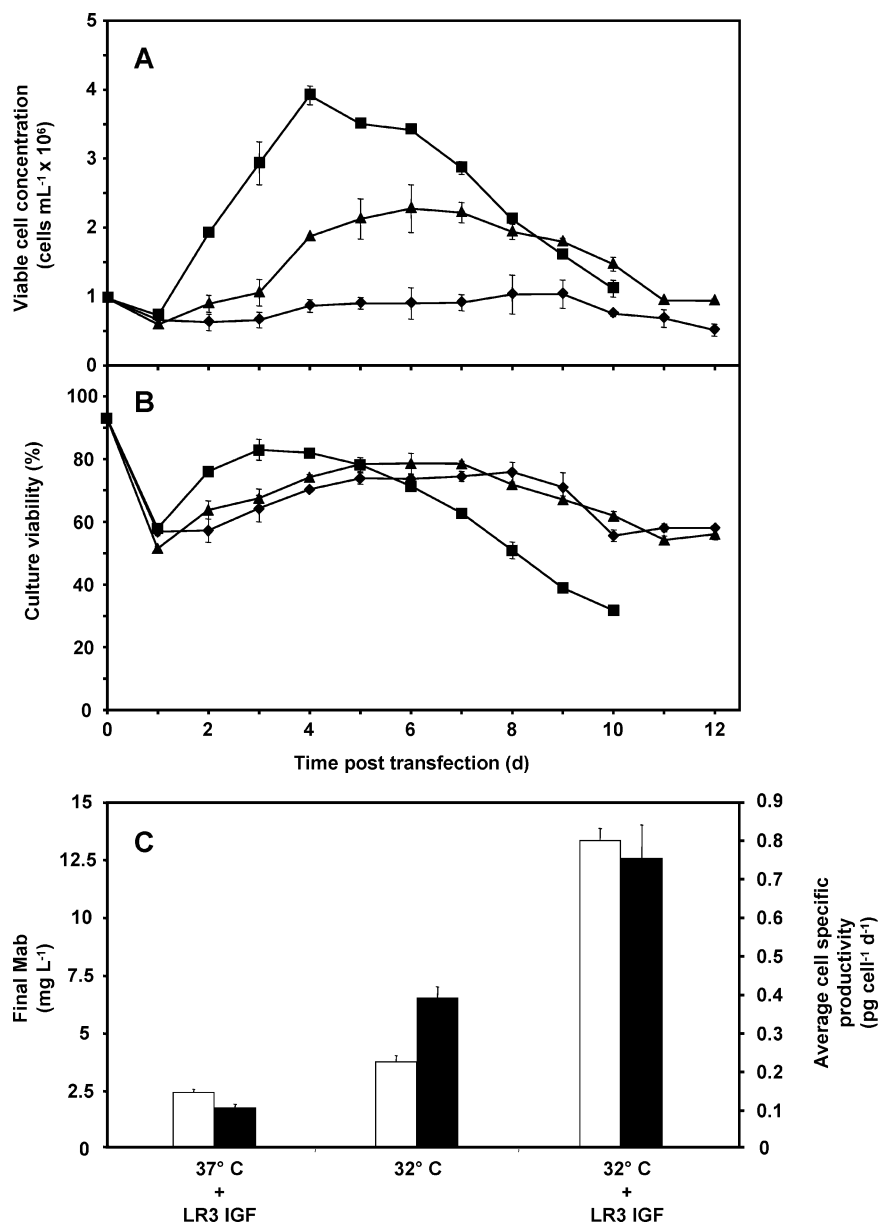 A
Viable cell concentration
(cells mL⁻¹ x 10⁶)
5
4
3
2
1
0
B
Culture viability (%)
100
80
60
40
20
0
0 2 4 6 8 10 12
Time post transfection (d)
C
Final Mab
(mg L⁻¹)
15
12.5
10
7.5
5
2.5
0
0.9
0.8
0.7
0.6
0.5
0.4
0.3
0.2
0.1
0
Average cell specific
productivity
(pg cell⁻¹ d⁻¹)
37° C
+
LR3 IGF
32° C
32° C
+
LR3 IGF